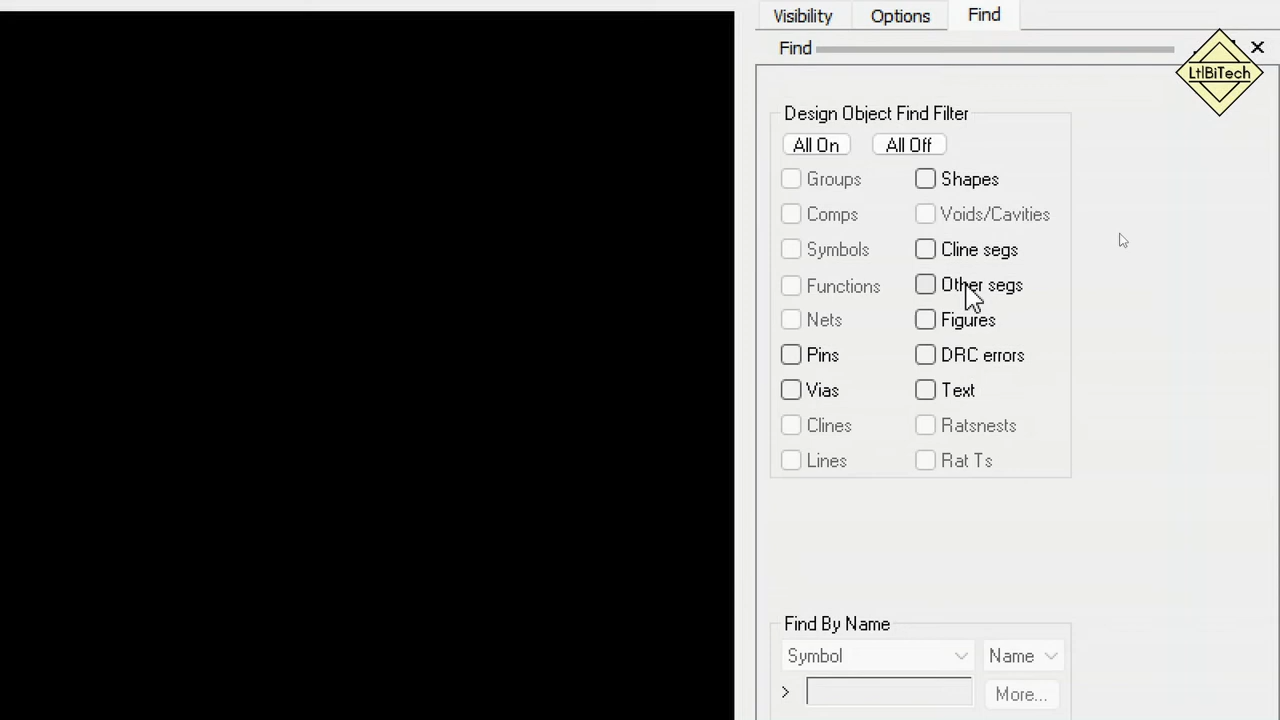 Visibility Options Find
Find
LtlBiTech
Design Object Find Filter
All On All Off
Groups Shapes
Comps Voids/Cavities
Symbols Cline segs
Functions Other segs
Nets Figures
Pins DRC errors
Vias Text
Clines Ratsnests
Lines Rat Ts
Find By Name
Symbol Name
> More...